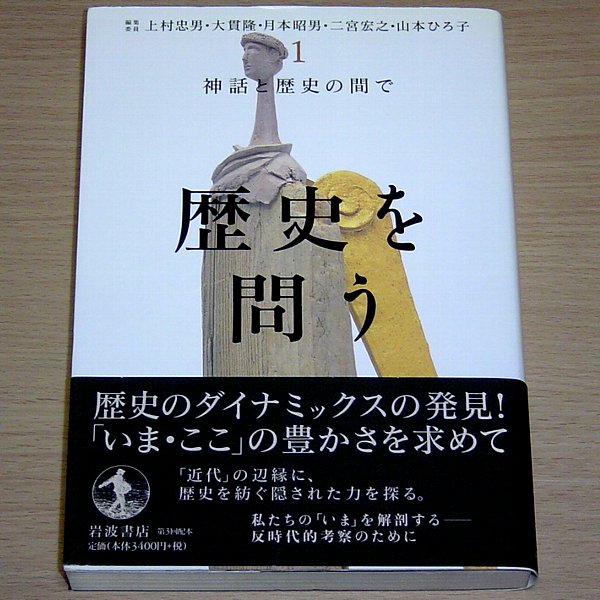 編集委員 上村忠男・大貫隆・月本昭男・二宮宏之・山本ひろ子
1
神話と歴史の間で
歴史を
問う
歴史のダイナミックスの発見!
「いま・ここ」の豊かさを求めて
「近代」の辺縁に、
歴史を紡ぐ隠された力を探る。
私たちの「いま」を解剖する——
反時代的考察のために
岩波書店 第3回配本
定価(本体3400円+税)